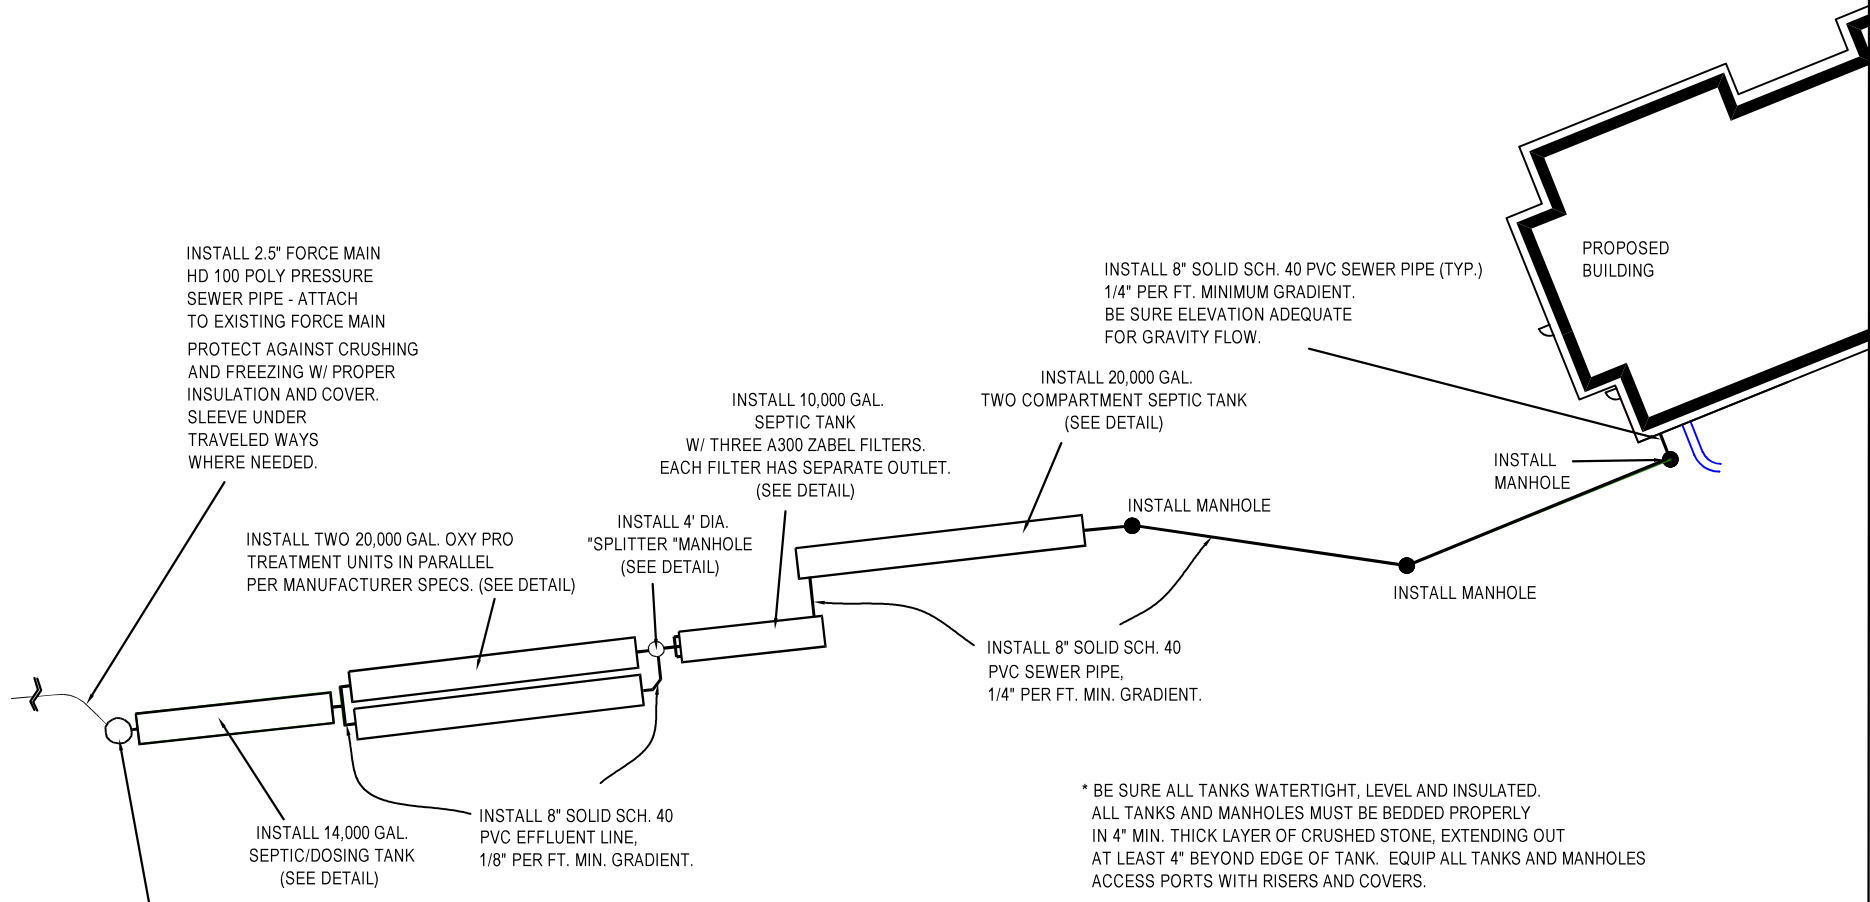 INSTALL 2.5" FORCE MAIN
HD 100 POLY PRESSURE
SEWER PIPE - ATTACH
TO EXISTING FORCE MAIN
PROTECT AGAINST CRUSHING
AND FREEZING W/ PROPER
INSULATION AND COVER.
SLEEVE UNDER
TRAVELED WAYS
WHERE NEEDED.
PROPOSED
BUILDING
INSTALL 8" SOLID SCH. 40 PVC SEWER PIPE (TYP.)
1/4" PER FT. MINIMUM GRADIENT.
BE SURE ELEVATION ADEQUATE
FOR GRAVITY FLOW.
INSTALL 20,000 GAL.
TWO COMPARTMENT SEPTIC TANK
(SEE DETAIL)
INSTALL 10,000 GAL.
SEPTIC TANK
W/ THREE A300 ZABEL FILTERS.
EACH FILTER HAS SEPARATE OUTLET.
(SEE DETAIL)
INSTALL
MANHOLE
INSTALL MANHOLE
INSTALL MANHOLE
INSTALL 4' DIA.
"SPLITTER "MANHOLE
(SEE DETAIL)
INSTALL TWO 20,000 GAL. OXY PRO
TREATMENT UNITS IN PARALLEL
PER MANUFACTURER SPECS. (SEE DETAIL)
INSTALL 8" SOLID SCH. 40
PVC SEWER PIPE,
1/4" PER FT. MIN. GRADIENT.
INSTALL 14,000 GAL.
SEPTIC/DOSING TANK
(SEE DETAIL)
INSTALL 8" SOLID SCH. 40
PVC EFFLUENT LINE,
1/8" PER FT. MIN. GRADIENT.
* BE SURE ALL TANKS WATERTIGHT, LEVEL AND INSULATED.
ALL TANKS AND MANHOLES MUST BE BEDDED PROPERLY
IN 4" MIN. THICK LAYER OF CRUSHED STONE, EXTENDING OUT
AT LEAST 4" BEYOND EDGE OF TANK. EQUIP ALL TANKS AND MANHOLES
ACCESS PORTS WITH RISERS AND COVERS.